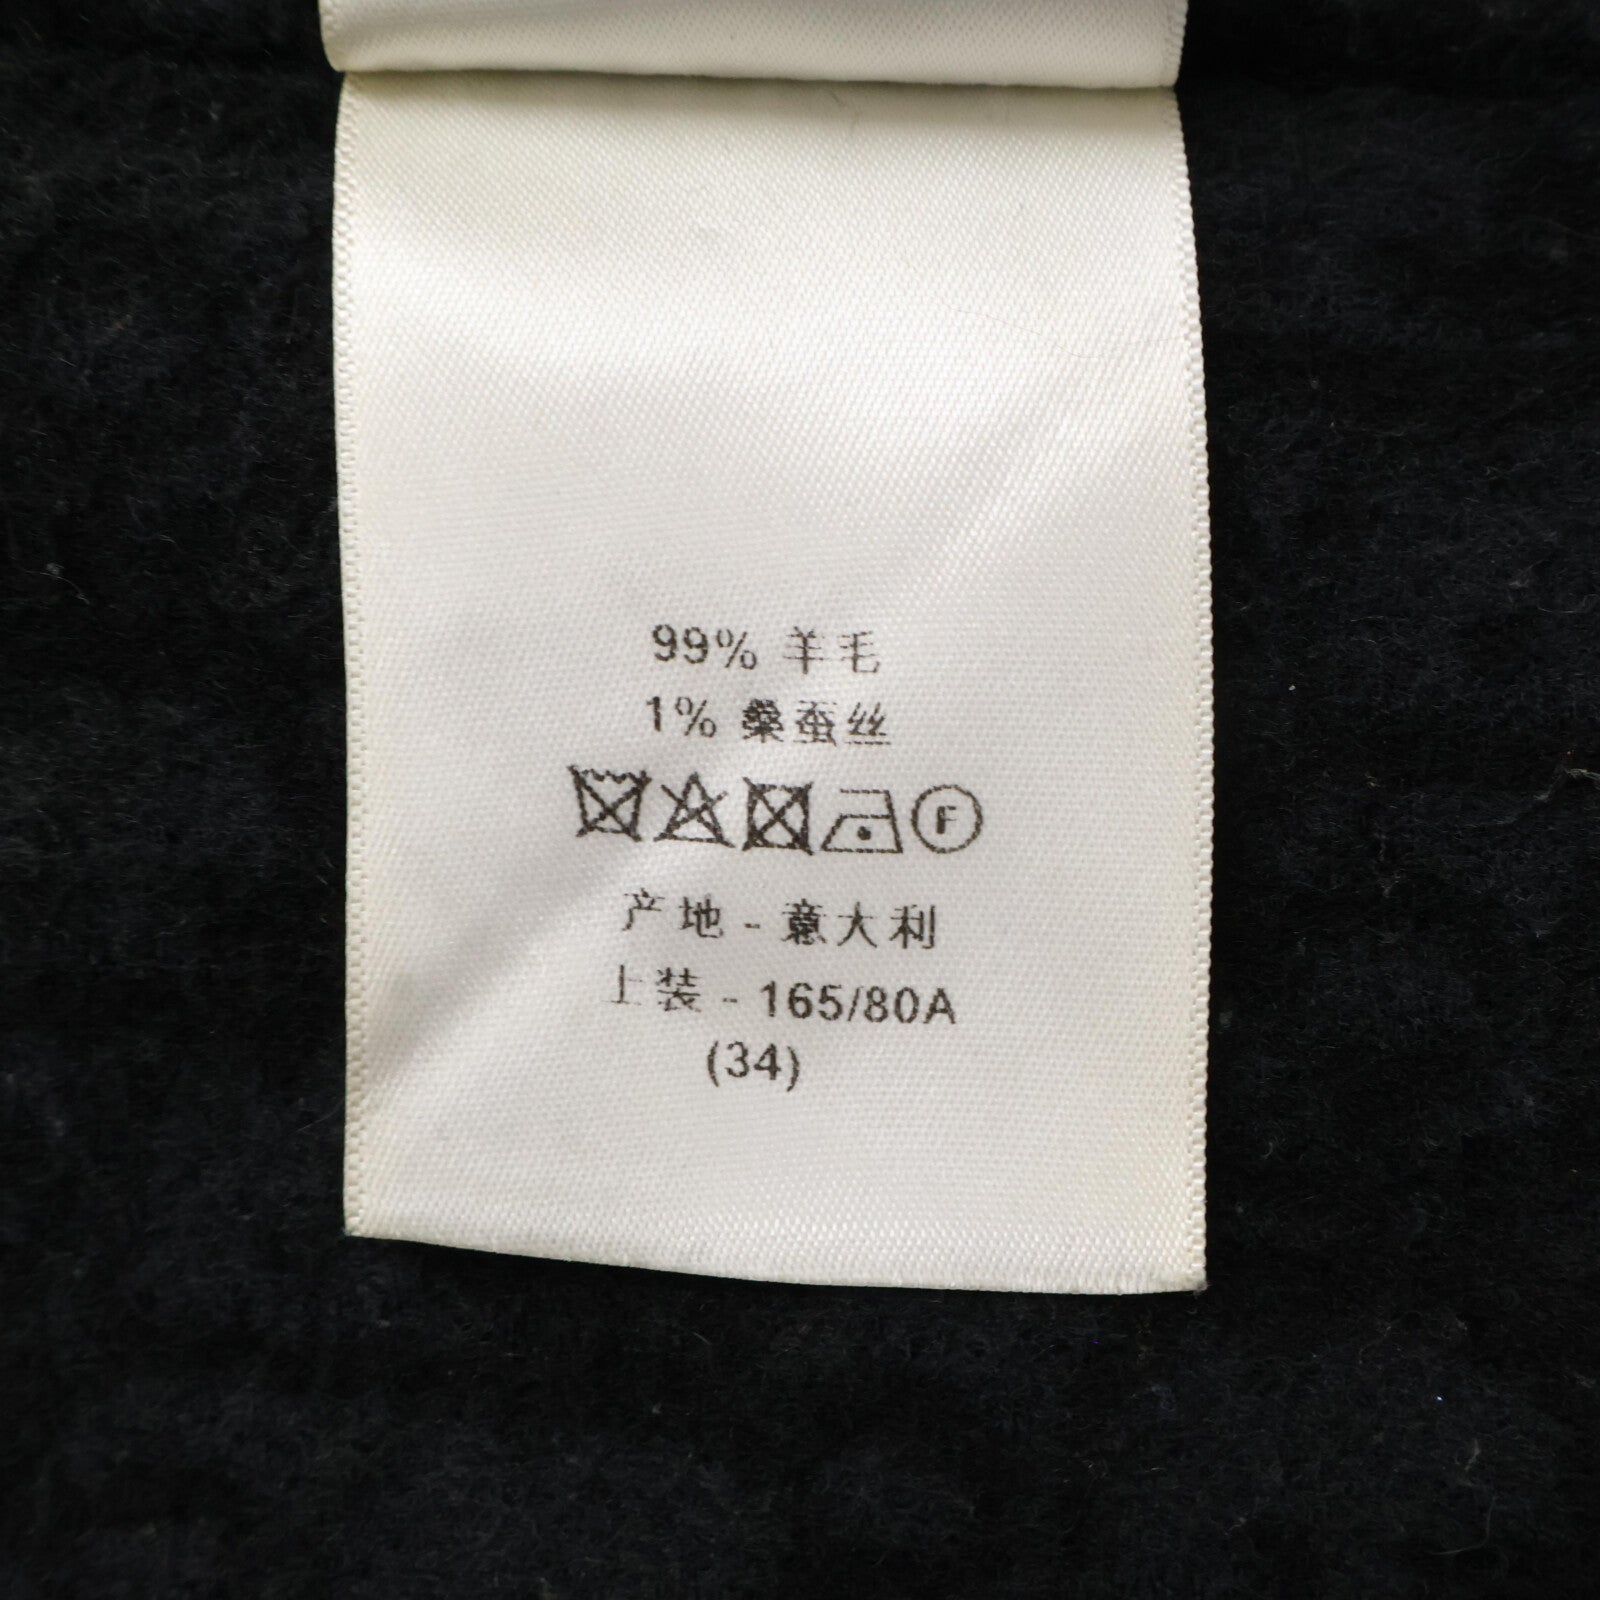 99% 羊毛
1% 桑蚕丝
F
产地 - 意大利
上装 - 165/80A
(34)